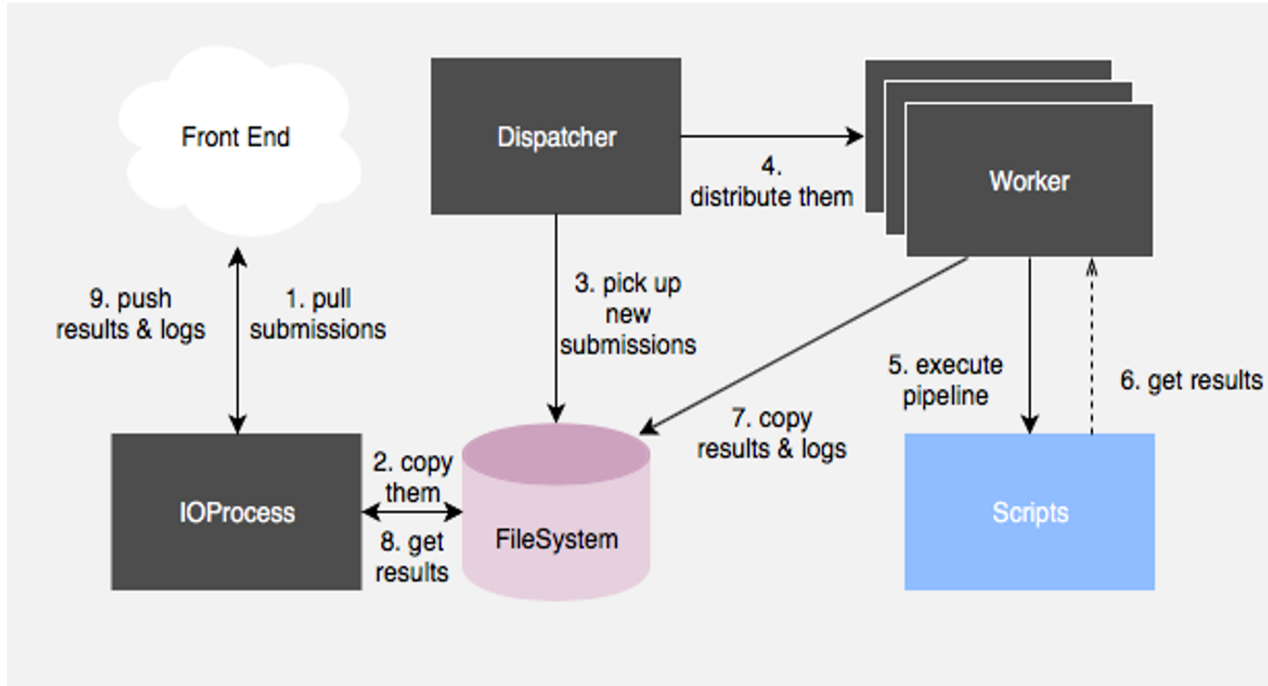 Front End
Dispatcher
4.
distribute them
Worker
9. push
results & logs
1. pull
submissions
3. pick up
new
submissions
5. execute
pipeline
6. get results
7. copy
results & logs
2. copy
them
IOProcess
8. get
results
FileSystem
Scripts